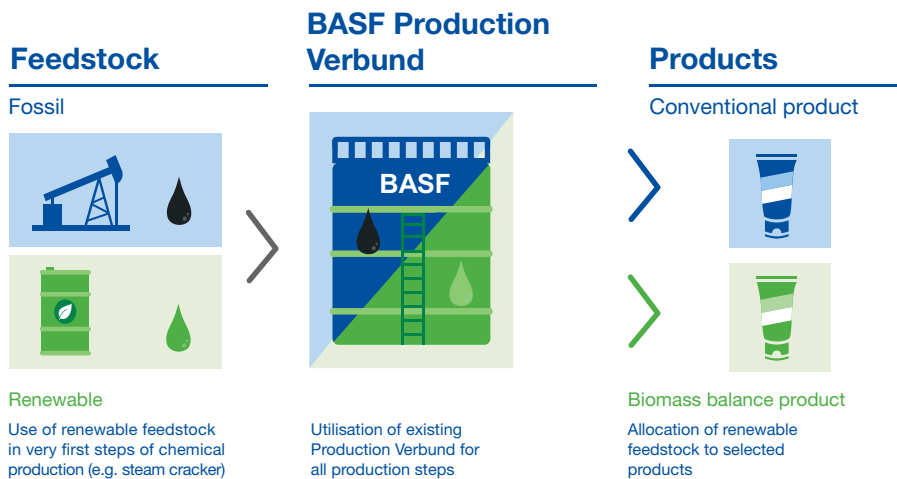 Feedstock
BASF Production
Verbund
Products
Fossil
Conventional product
BASF
Renewable
Use of renewable feedstock
in very first steps of chemical
production (e.g. steam cracker)
Utilisation of existing
Production Verbund for
all production steps
Biomass balance product
Allocation of renewable
feedstock to selected
products